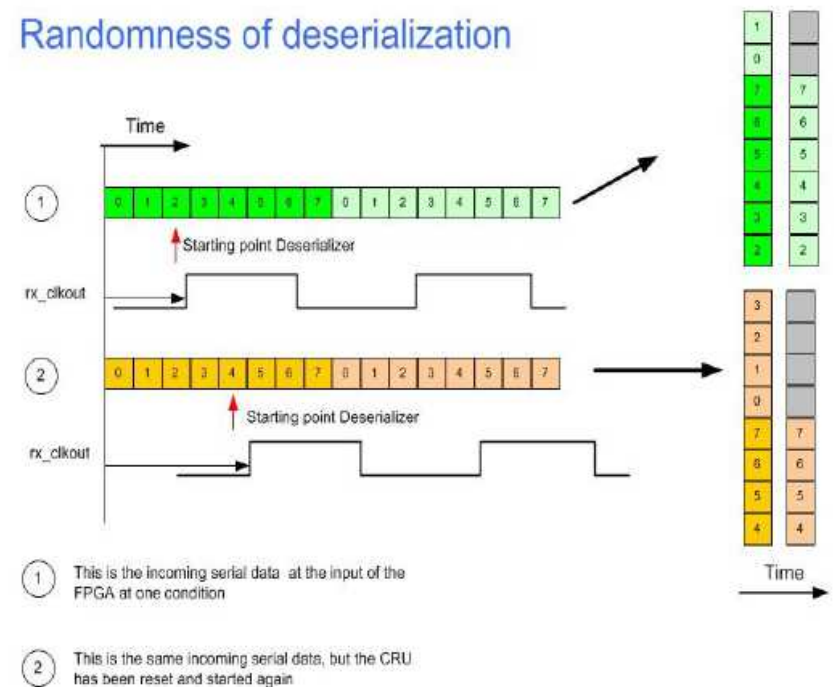 Randomness of deserialization
Time
1
0 1 2 3 4 5 6 7 0 1 2 3 4 5 6 7
Starting point Deserializer
rx_clkout
2
0 1 2 3 4 5 6 7 0 1 2 3 4 5 6 7
Starting point Deserializer
rx_clkout
1
0
7 7
6 6
5 5
4 4
3 3
2 2
3
2
1
0
7 7
6 6
5 5
4 4
Time
1 This is the incoming serial data at the input of the
FPGA at one condition
2 This is the same incoming serial data, but the CRU
has been reset and started again